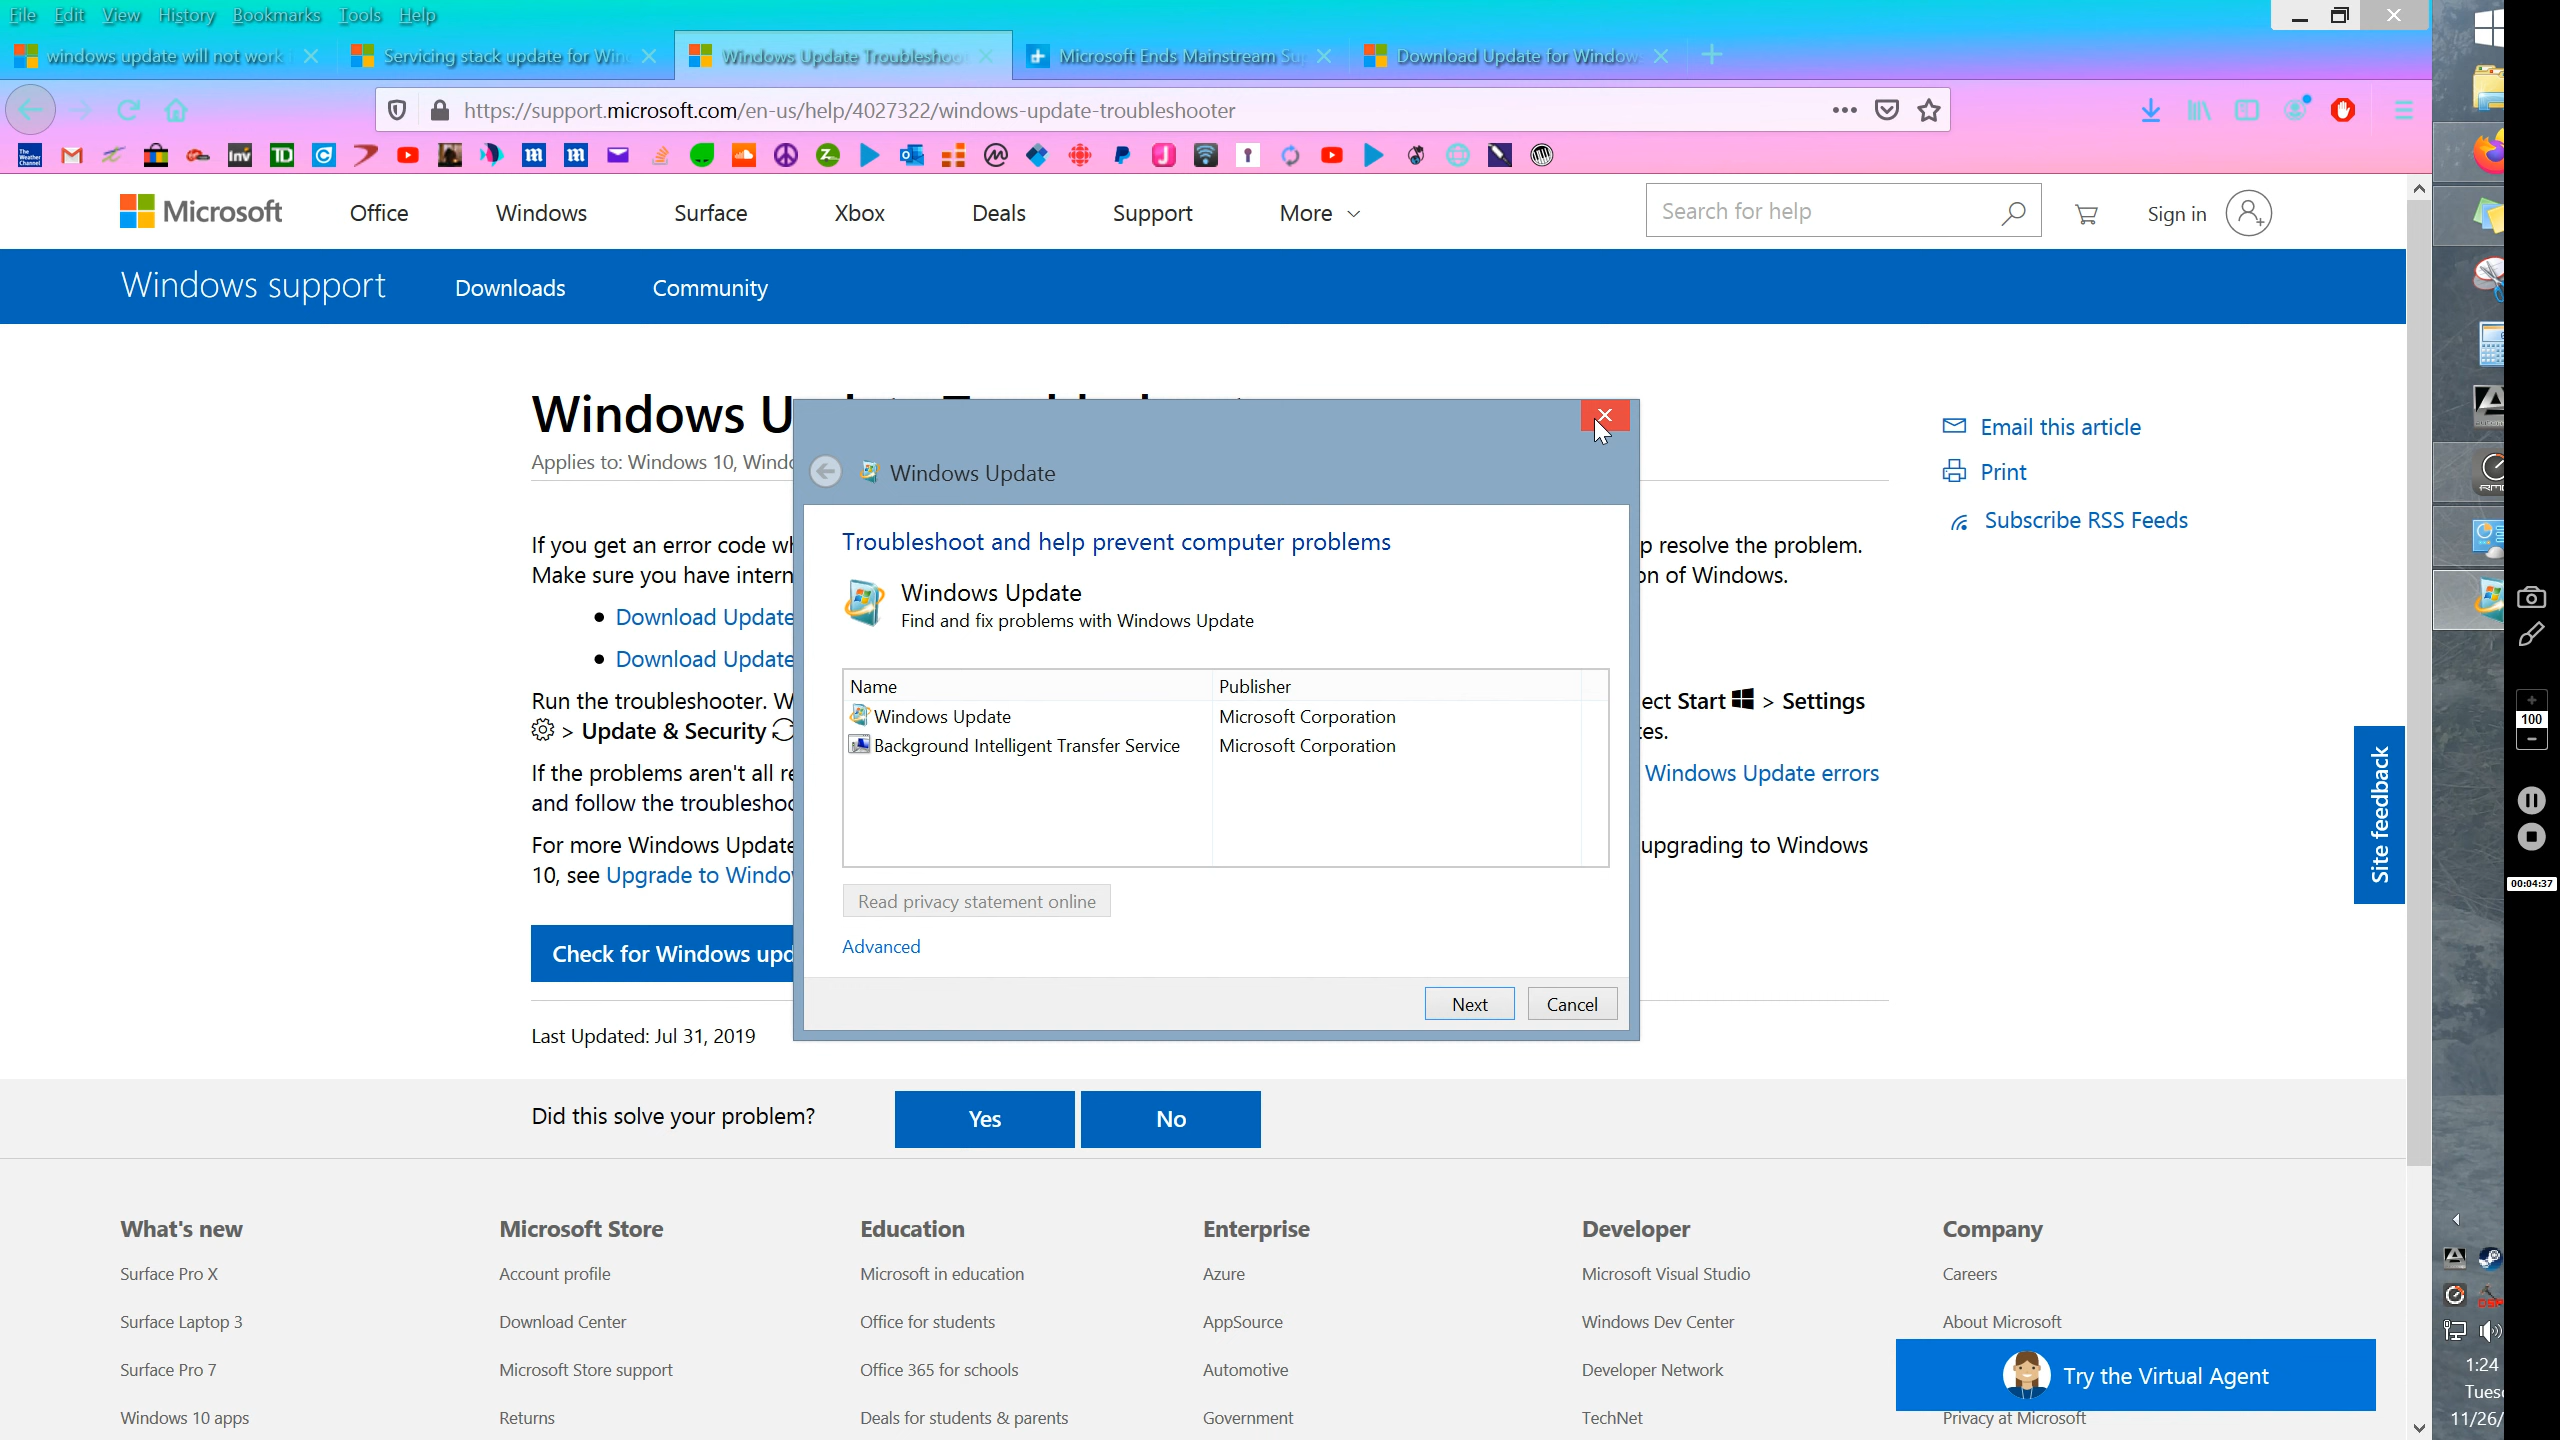 File Edit View History Bookmarks Tools Help
windows update will not work
Servicing stack update for Win
Windows Update Troubleshoot
Microsoft Ends Mainstream Su
Download Update for Window
https://support.microsoft.com/en-us/help/4027322/windows-update-troubleshooter
Microsoft
Office
Windows
Surface
Xbox
Deals
Support
More
Search for help
Sign in
Windows support
Downloads
Community
Windows U
Applies to: Windows 10, Windo
Email this article
Print
Subscribe RSS Feeds
If you get an error code wh
p resolve the problem.
Make sure you have intern
on of Windows.
Download Update
Download Update
Run the troubleshooter. W
ect Start > Settings
> Update & Security
es.
If the problems aren't all re
Windows Update errors
and follow the troubleshoo
For more Windows Update
upgrading to Windows
10, see Upgrade to Window
Check for Windows upd
Last Updated: Jul 31, 2019
Windows Update
Troubleshoot and help prevent computer problems
Windows Update
Find and fix problems with Windows Update
Name Publisher
Windows Update Microsoft Corporation
Background Intelligent Transfer Service Microsoft Corporation
Read privacy statement online
Advanced
Next Cancel
Site feedback
Did this solve your problem?
Yes
No
What's new
Surface Pro X
Surface Laptop 3
Surface Pro 7
Windows 10 apps
Microsoft Store
Account profile
Download Center
Microsoft Store support
Returns
Education
Microsoft in education
Office for students
Office 365 for schools
Deals for students & parents
Enterprise
Azure
AppSource
Automotive
Government
Developer
Microsoft Visual Studio
Windows Dev Center
Developer Network
TechNet
Company
Careers
About Microsoft
Privacy at Microsoft
Try the Virtual Agent
100
00:04:37
1:24
Tues
11/26/